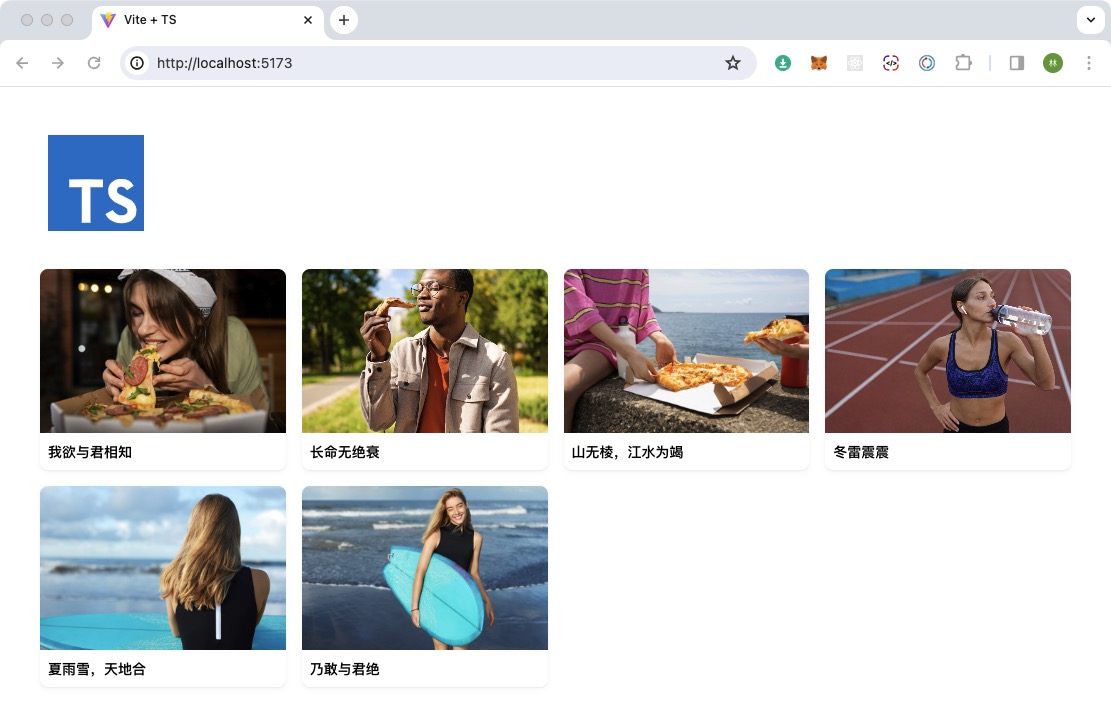 Vite + TS
http://localhost:5173
林
TS
我欲与君相知
长命无绝衰
山无棱，江水为竭
冬雷震震
夏雨雪，天地合
乃敢与君绝